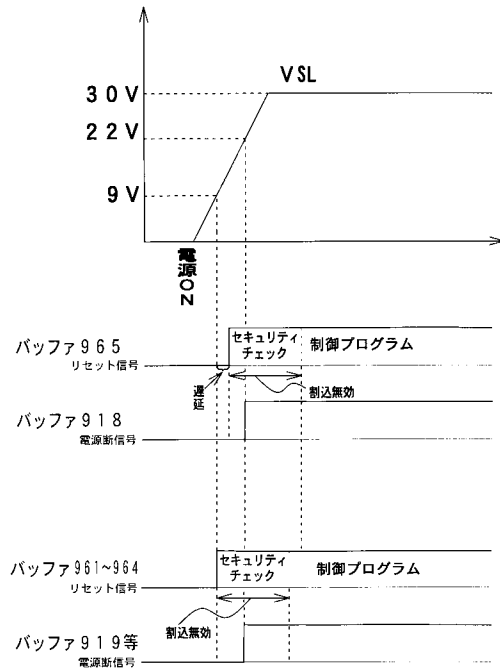 VSL
30V
22V
9V
電源ON
バッファ965
リセット信号
セキュリティ
チェック
制御プログラム
遅延
割込無効
バッファ918
電源断信号
バッファ961~964
リセット信号
セキュリティ
チェック
制御プログラム
割込無効
バッファ919等
電源断信号